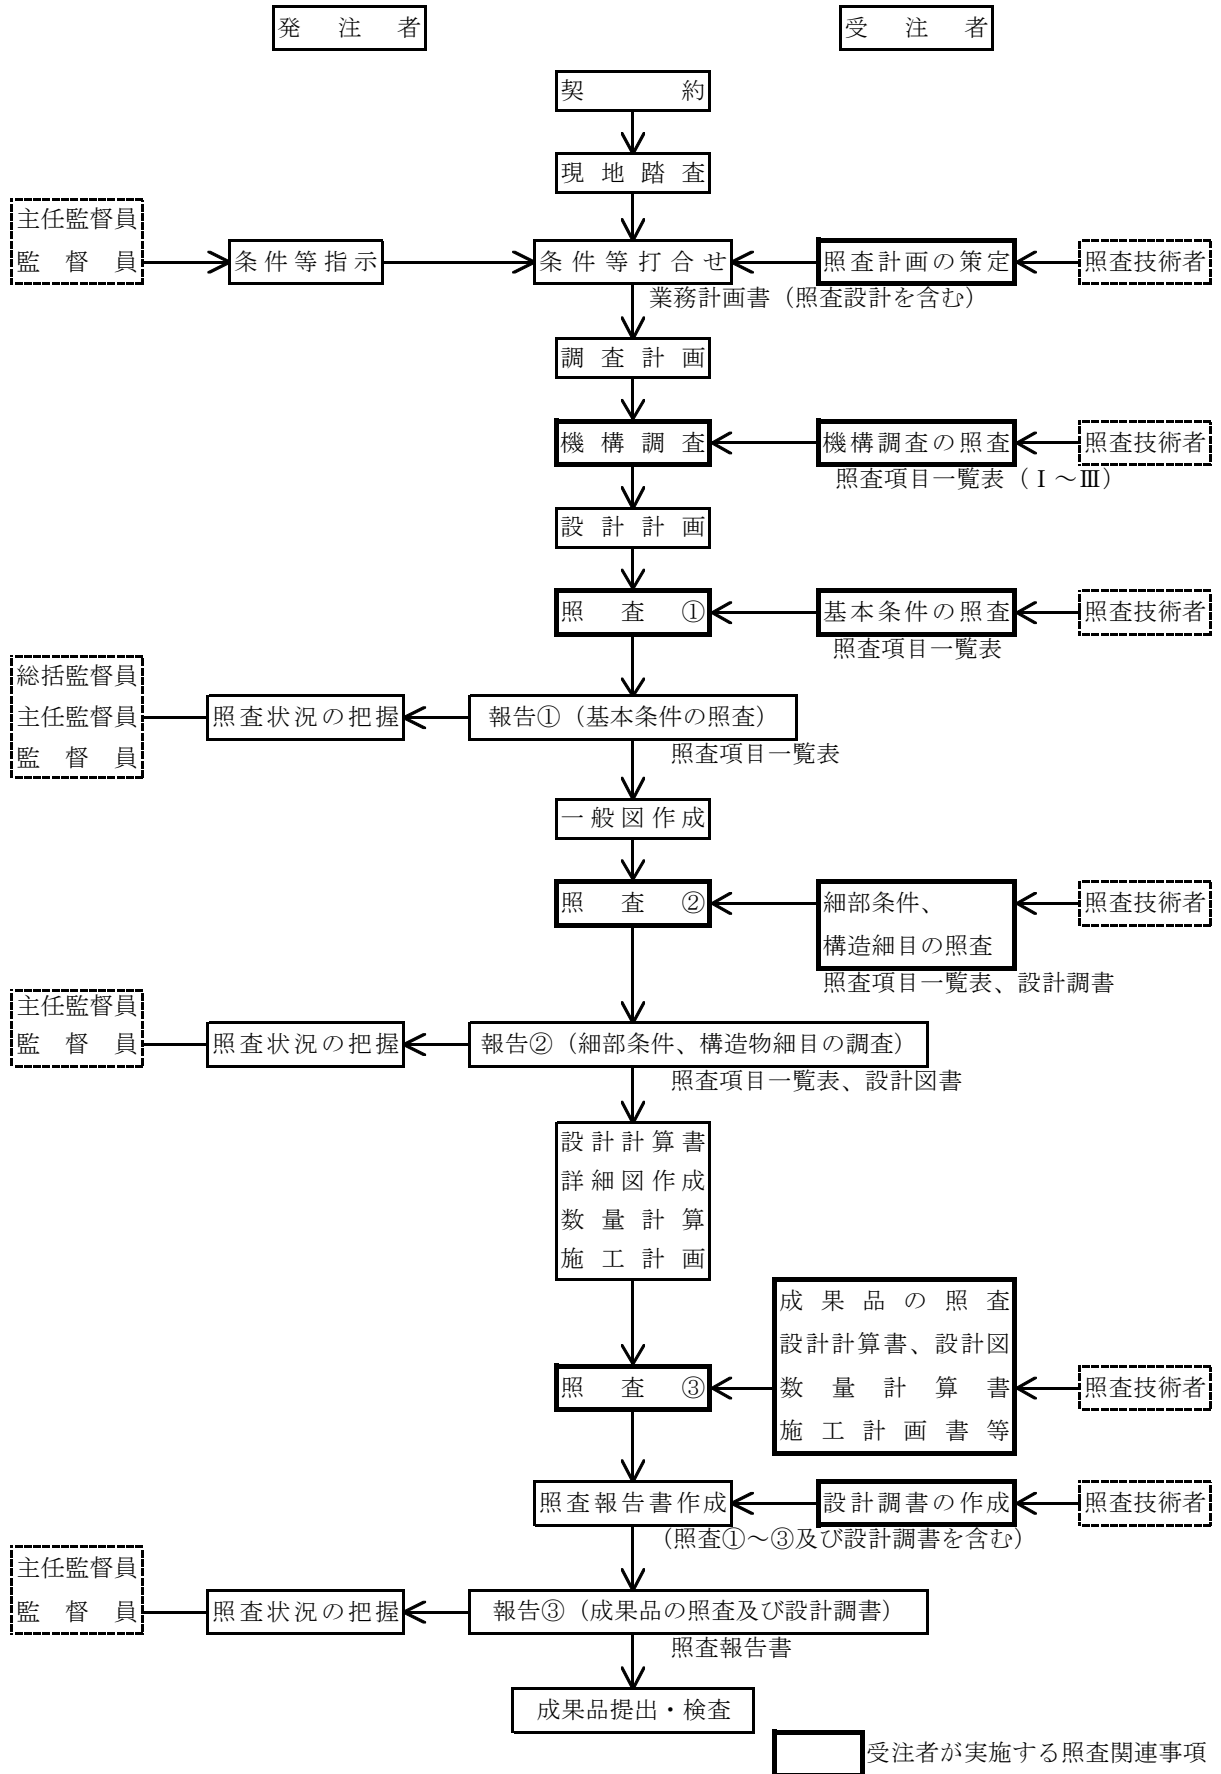 発注者
受注者
契約
現地踏査
主任監督員
監督員
条件等指示
条件等打合せ
照査計画の策定
照査技術者
業務計画書（照査設計を含む）
調査計画
機構調査
機構調査の照査
照査技術者
照査項目一覧表（Ⅰ～Ⅲ）
設計計画
照査①
基本条件の照査
照査技術者
照査項目一覧表
総括監督員
主任監督員
監督員
照査状況の把握
報告①（基本条件の照査）
照査項目一覧表
一般図作成
照査②
細部条件、
構造細目の照査
照査技術者
照査項目一覧表、設計調書
主任監督員
監督員
照査状況の把握
報告②（細部条件、構造物細目の調査）
照査項目一覧表、設計図書
設計計算書
詳細図作成
数量計算
施工計画
成果品の照査
設計計算書、設計図
数量計算書
施工計画書等
照査③
照査技術者
照査報告書作成
設計調書の作成
照査技術者
（照査①～③及び設計調書を含む）
主任監督員
監督員
照査状況の把握
報告③（成果品の照査及び設計調書）
照査報告書
成果品提出・検査
受注者が実施する照査関連事項